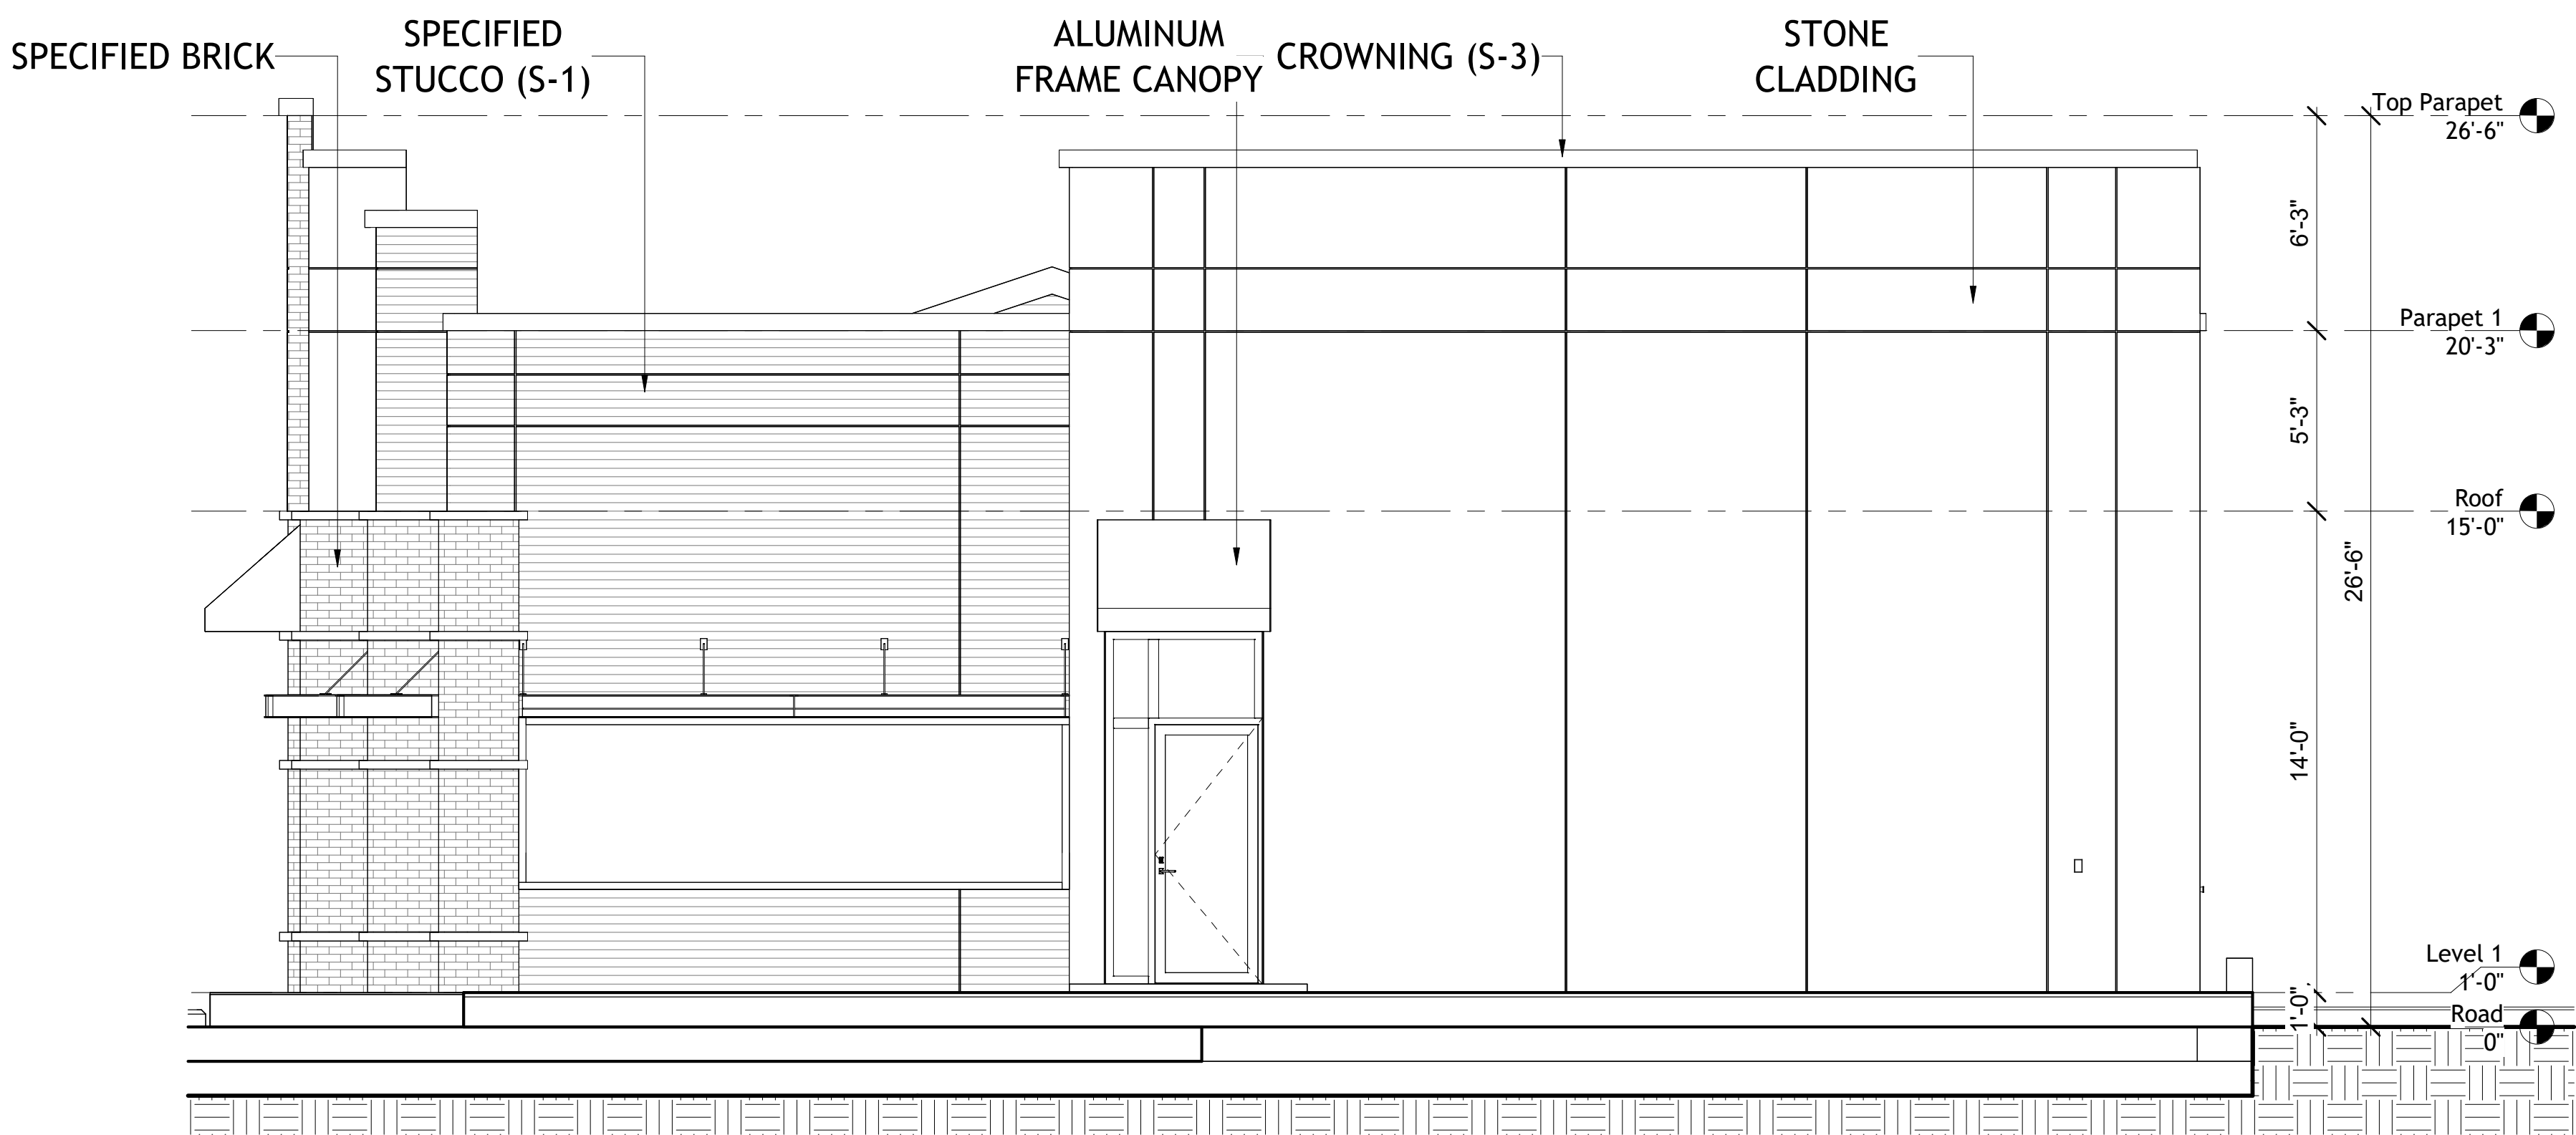 SPECIFIED BRICK
SPECIFIED
STUCCO (S-1)
ALUMINUM
FRAME CANOPY
CROWNING (S-3)
STONE
CLADDING
Top Parapet
26'-6"
6'-3"
Parapet 1
20'-3"
5'-3"
Roof
15'-0"
26'-6"
14'-0"
Level 1
1'-0"
1'-0"
Road
0"